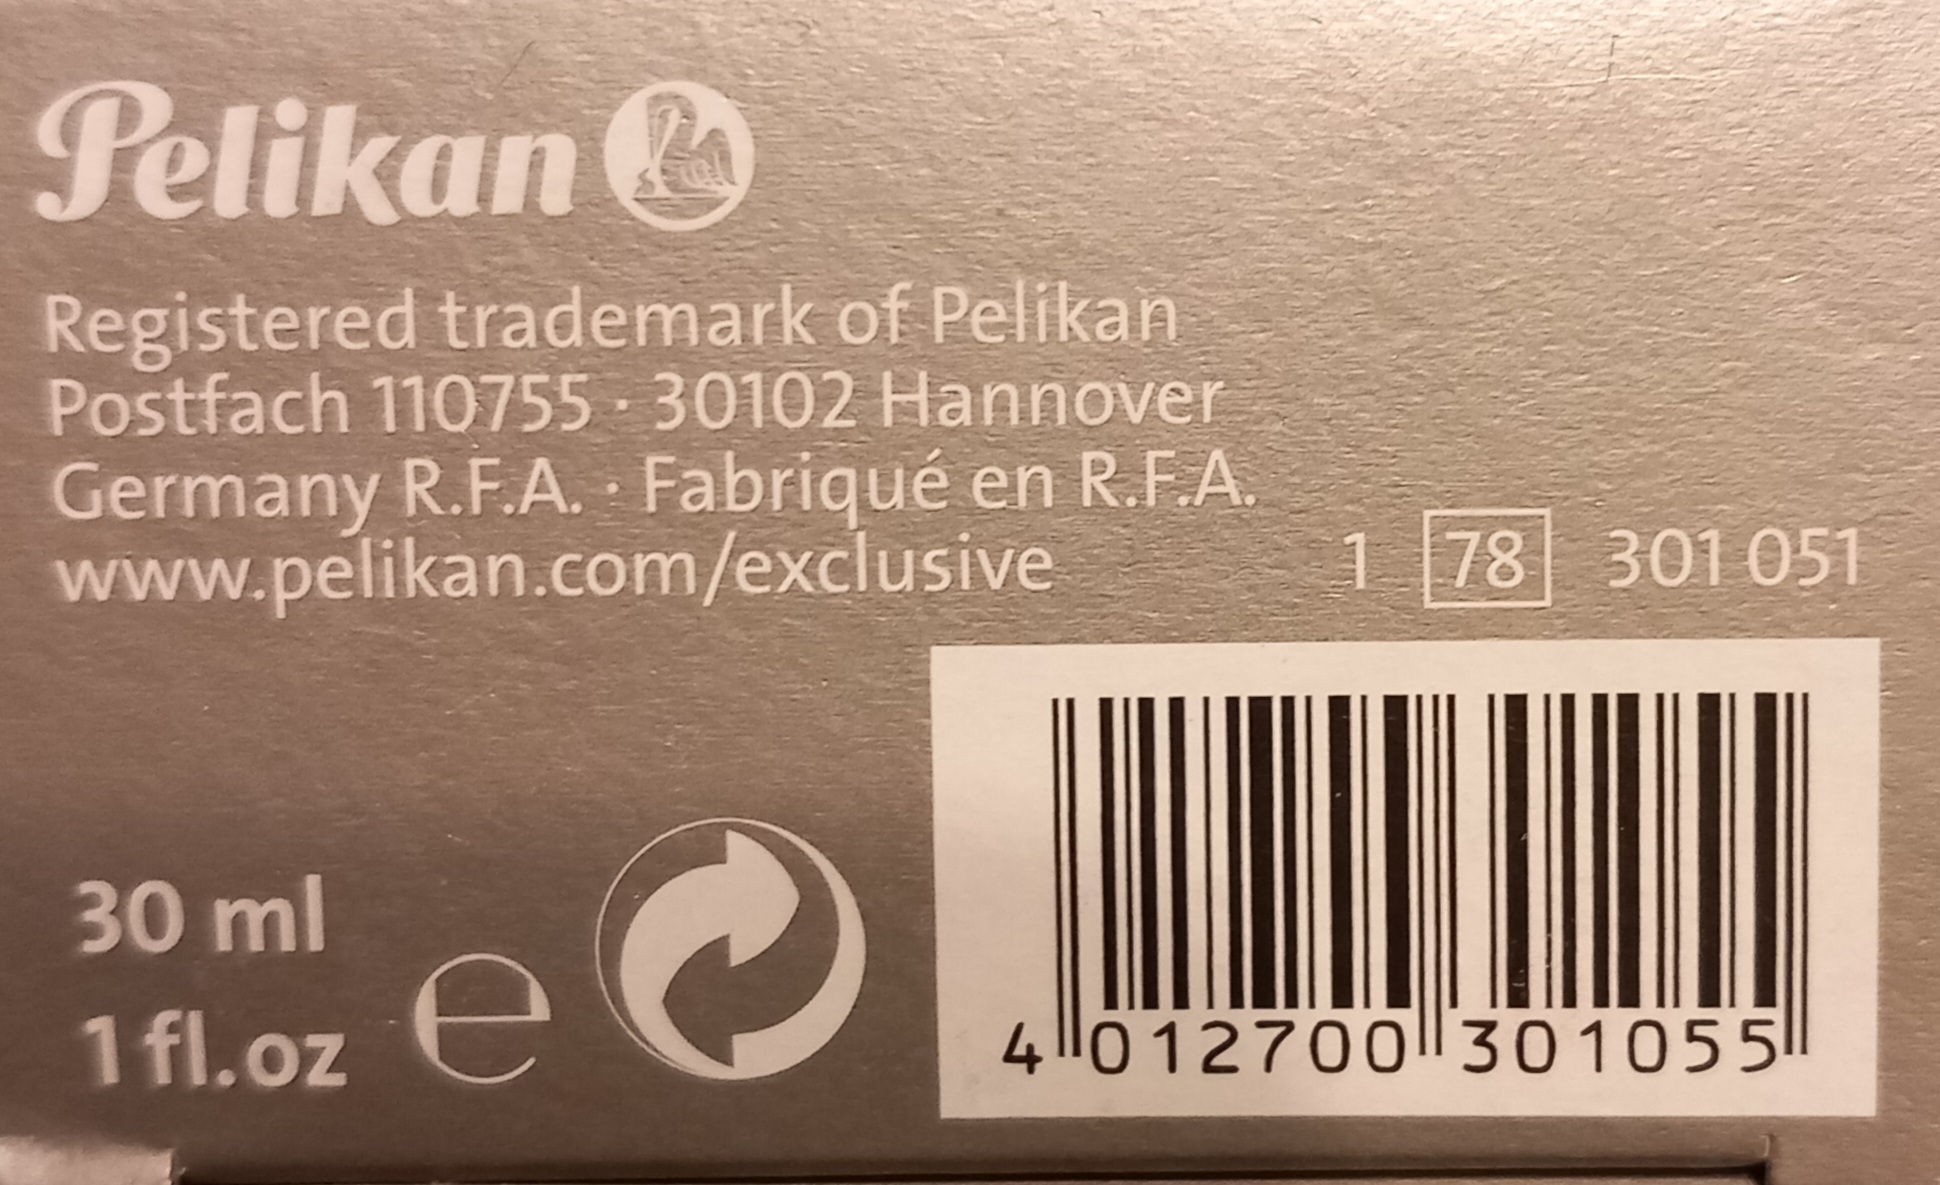 Pelikan
Registered trademark of Pelikan
Postfach 110755 · 30102 Hannover
Germany R.F.A. · Fabriqué en R.F.A.
www.pelikan.com/exclusive
1 78 301 051
30 ml
1 fl.oz
e
4 012700 301055